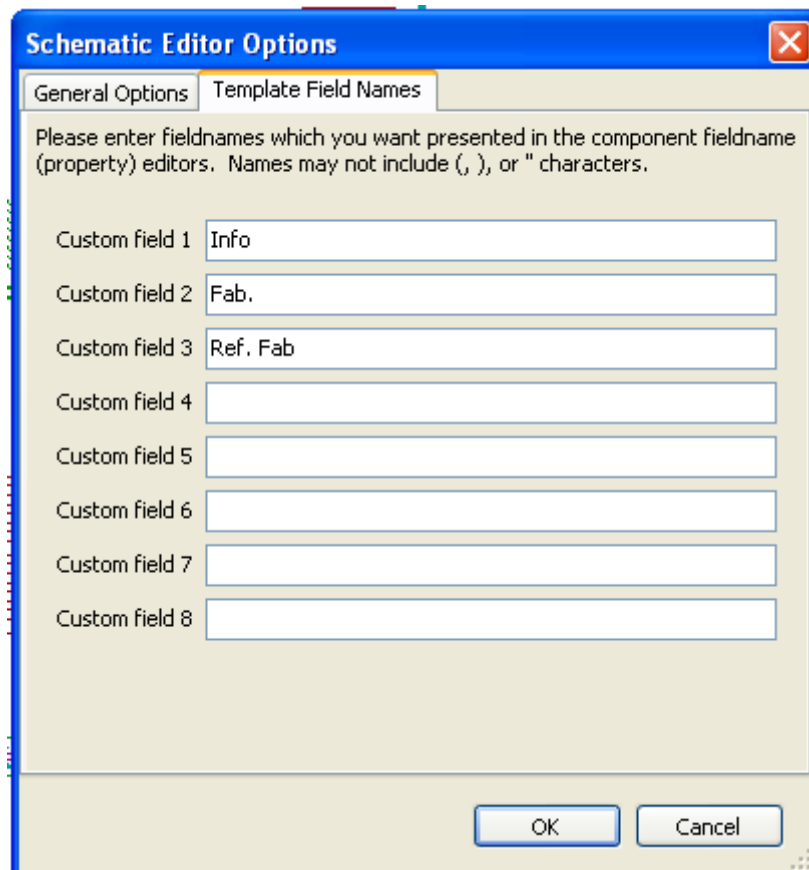 Schematic Editor Options
General Options Template Field Names
Please enter fieldnames which you want presented in the component fieldname
(property) editors. Names may not include (, ), or " characters.
Custom field 1 Info
Custom field 2 Fab.
Custom field 3 Ref. Fab
Custom field 4
Custom field 5
Custom field 6
Custom field 7
Custom field 8
OK Cancel